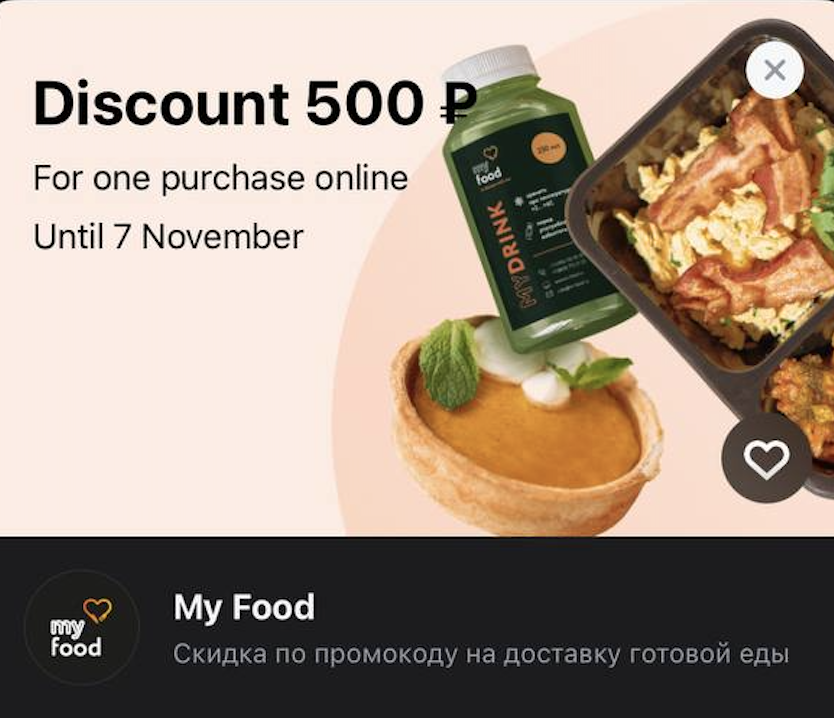 Discount 500 ₽
For one purchase online
Until 7 November
250 мл
my
food
MYDRINK
my
food
My Food
Скидка по промокоду на доставку готовой еды